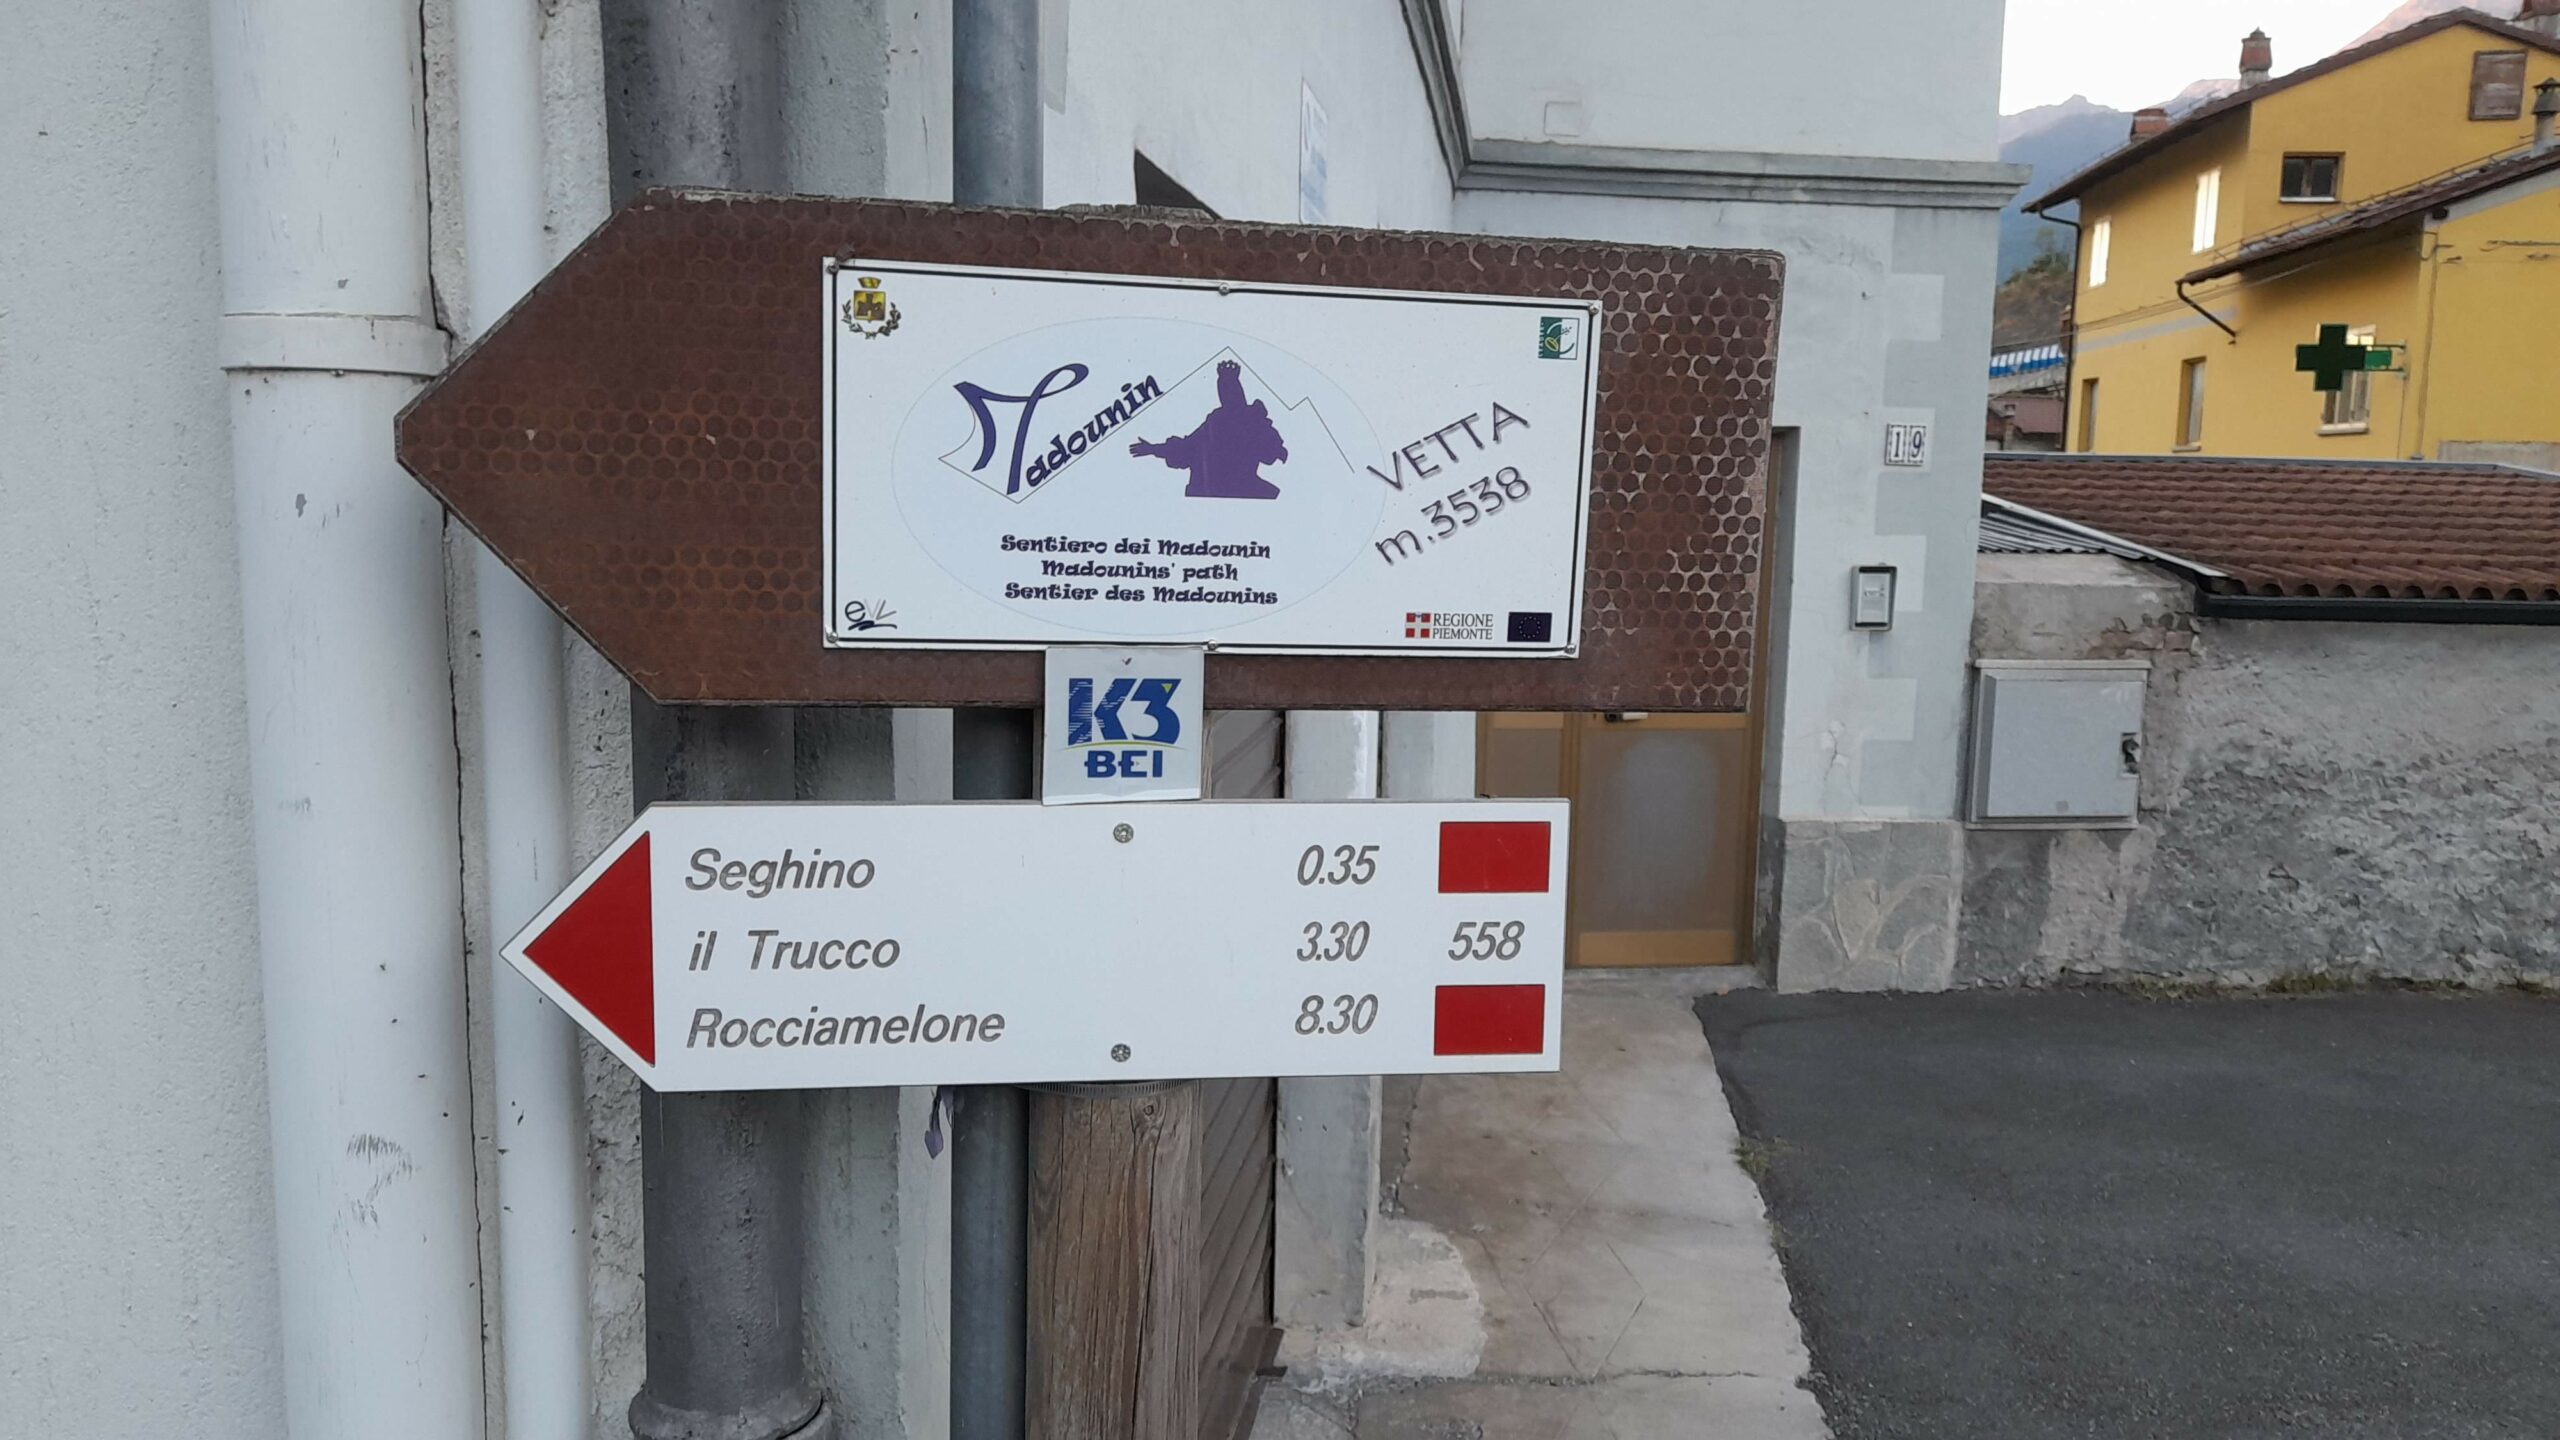 Madounin
VETTA
m.3538
Sentiero dei Madounin
Madounins' path
Sentier des Madounins
evv
REGIONE
PIEMONTE
K3
BEI
Seghino 0.35
il Trucco 3.30 558
Rocciamelone 8.30
19